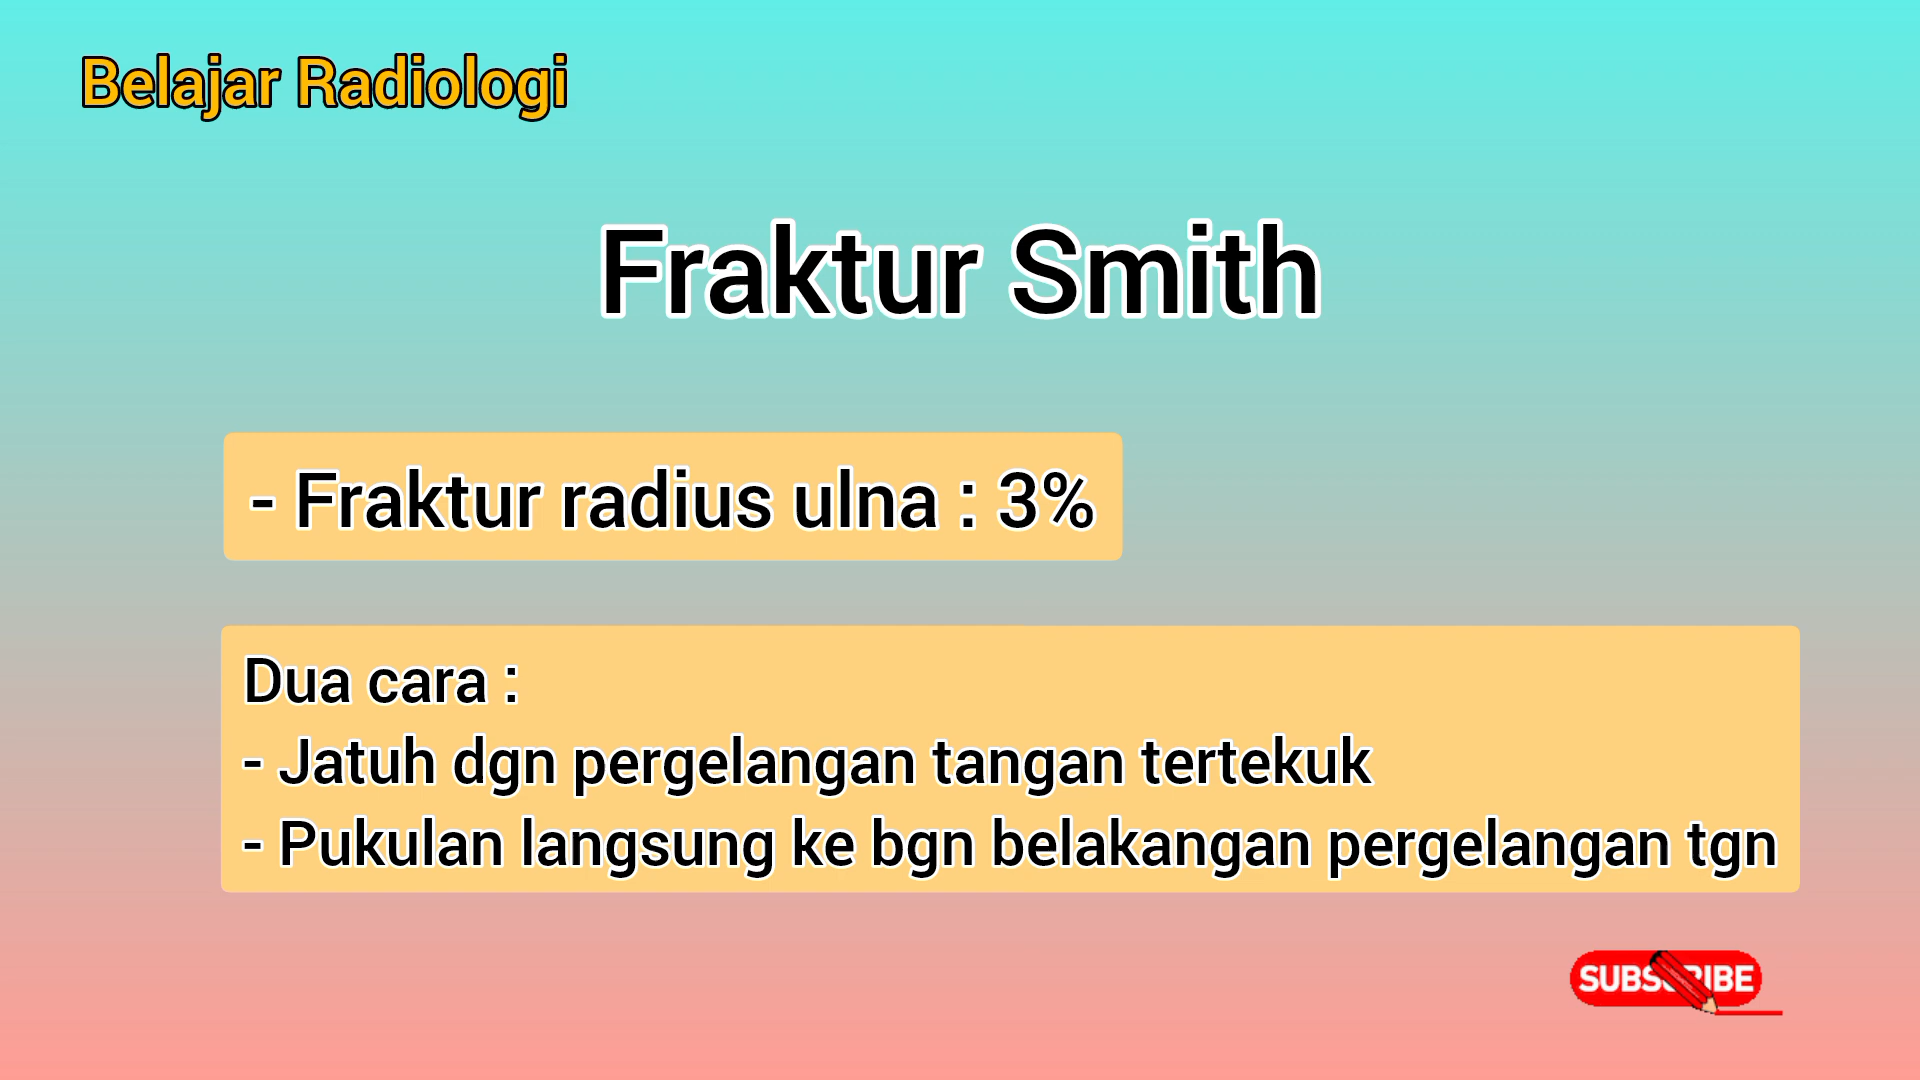 Belajar Radiologi
Fraktur Smith
- Fraktur radius ulna : 3%
Dua cara :
- Jatuh dgn pergelangan tangan tertekuk
- Pukulan langsung ke bgn belakangan pergelangan tgn
SUBSCRIBE